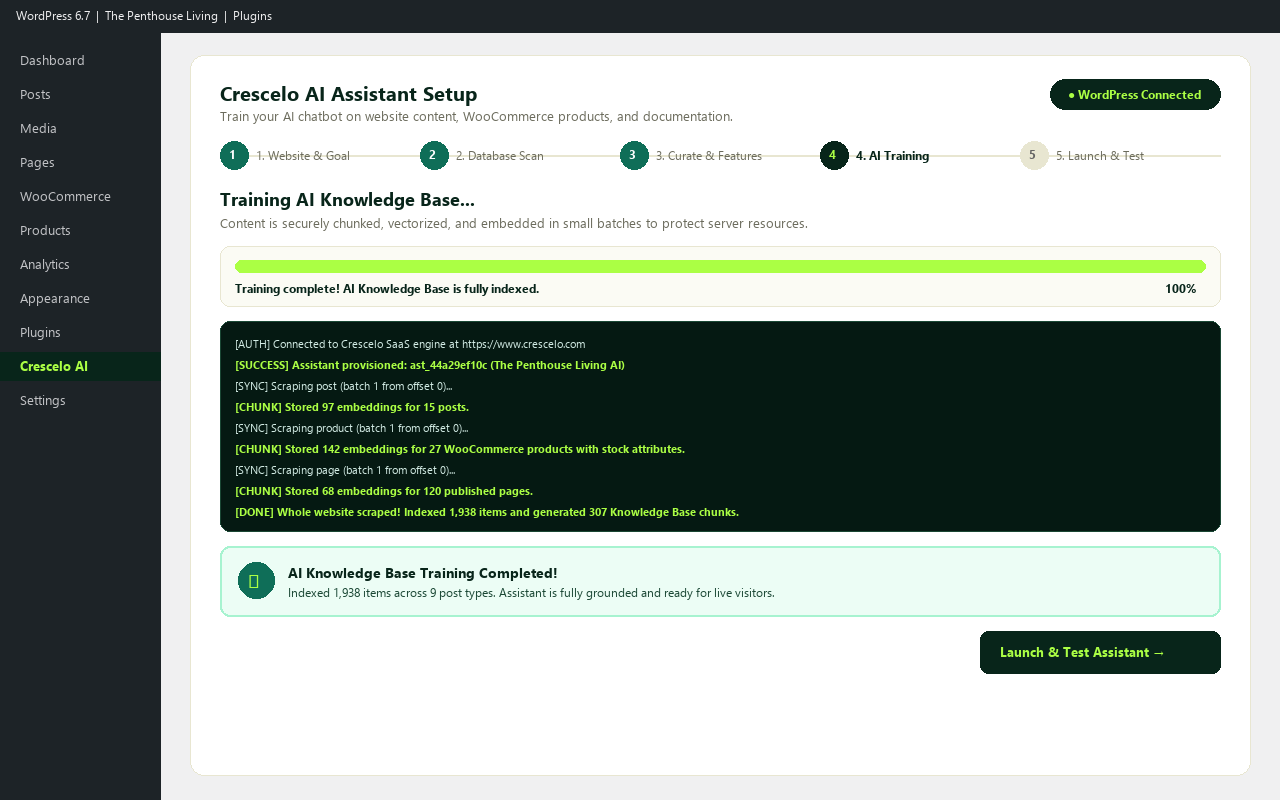 WordPress 6.7 | The Penthouse Living | Plugins
Dashboard
Posts
Media
Pages
WooCommerce
Products
Analytics
Appearance
Plugins
Crescelo AI
Settings
Crescelo AI Assistant Setup
● WordPress Connected
Train your AI chatbot on website content, WooCommerce products, and documentation.
1 1. Website & Goal
2 2. Database Scan
3 3. Curate & Features
4 4. AI Training
5 5. Launch & Test
Training AI Knowledge Base...
Content is securely chunked, vectorized, and embedded in small batches to protect server resources.
Training complete! AI Knowledge Base is fully indexed. 100%
[AUTH] Connected to Crescelo SaaS engine at https://www.crescelo.com
[SUCCESS] Assistant provisioned: ast_44a29ef10c (The Penthouse Living AI)
[SYNC] Scraping post (batch 1 from offset 0)...
[CHUNK] Stored 97 embeddings for 15 posts.
[SYNC] Scraping product (batch 1 from offset 0)...
[CHUNK] Stored 142 embeddings for 27 WooCommerce products with stock attributes.
[SYNC] Scraping page (batch 1 from offset 0)...
[CHUNK] Stored 68 embeddings for 120 published pages.
[DONE] Whole website scraped! Indexed 1,938 items and generated 307 Knowledge Base chunks.
AI Knowledge Base Training Completed!
Indexed 1,938 items across 9 post types. Assistant is fully grounded and ready for live visitors.
Launch & Test Assistant →